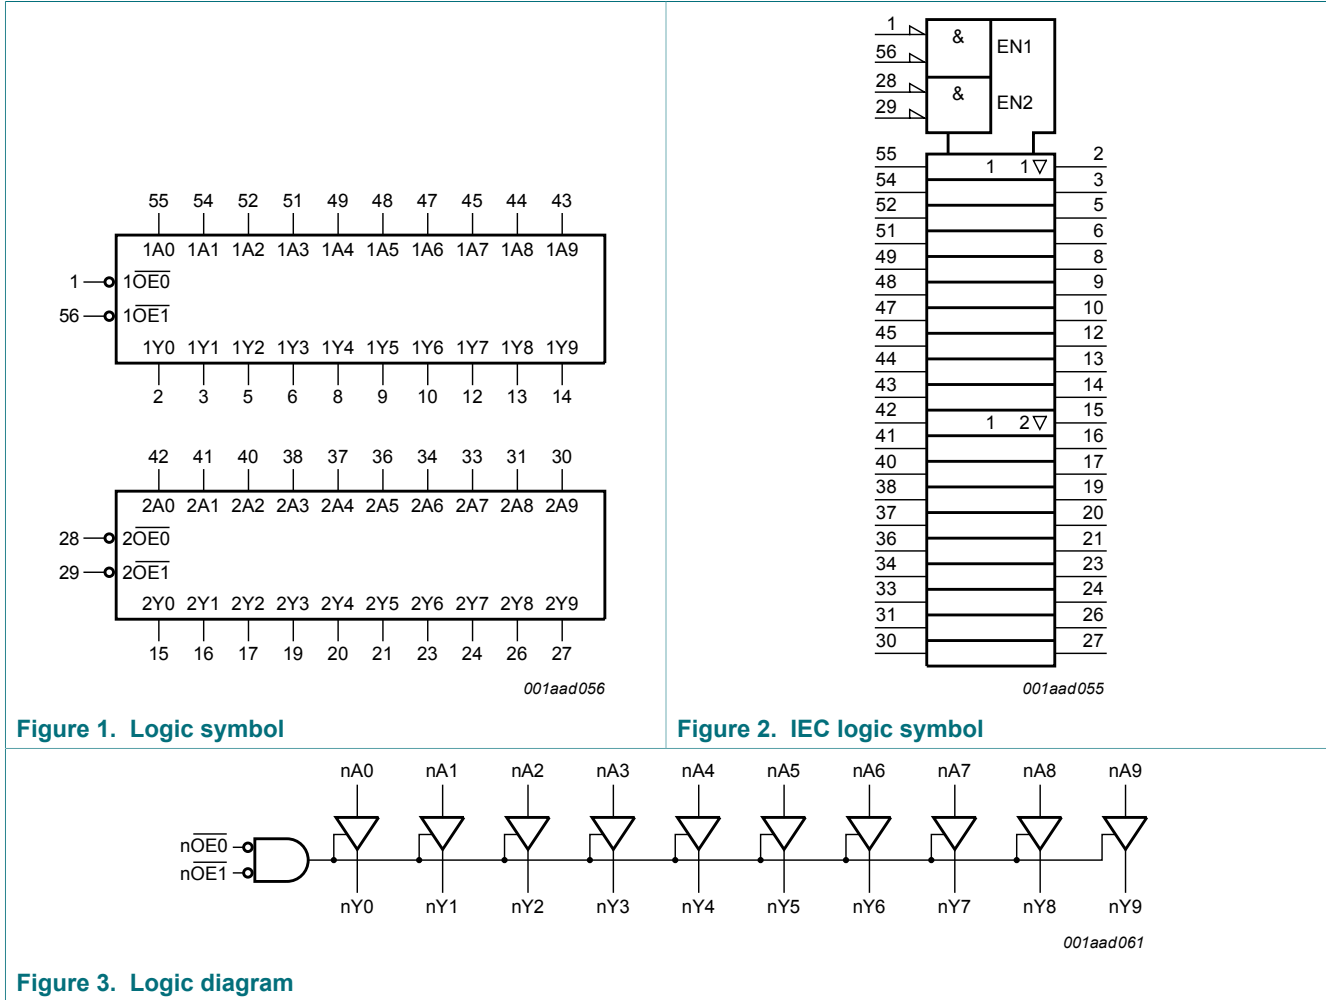 55 54 52 51 49 48 47 45 44 43
1A0 1A1 1A2 1A3 1A4 1A5 1A6 1A7 1A8 1A9
1 1OE0
56 1OE1
1Y0 1Y1 1Y2 1Y3 1Y4 1Y5 1Y6 1Y7 1Y8 1Y9
2 3 5 6 8 9 10 12 13 14
42 41 40 38 37 36 34 33 31 30
2A0 2A1 2A2 2A3 2A4 2A5 2A6 2A7 2A8 2A9
28 2OE0
29 2OE1
2Y0 2Y1 2Y2 2Y3 2Y4 2Y5 2Y6 2Y7 2Y8 2Y9
15 16 17 19 20 21 23 24 26 27
001aad056
Figure 1. Logic symbol
1 & EN1
56
28 & EN2
29
55 1 1▽ 2
54 3
52 5
51 6
49 8
48 9
47 10
45 12
44 13
43 14
42 1 2▽ 15
41 16
40 17
38 19
37 20
36 21
34 23
33 24
31 26
30 27
001aad055
Figure 2. IEC logic symbol
nA0 nA1 nA2 nA3 nA4 nA5 nA6 nA7 nA8 nA9
nOE0
nOE1
nY0 nY1 nY2 nY3 nY4 nY5 nY6 nY7 nY8 nY9
001aad061
Figure 3. Logic diagram